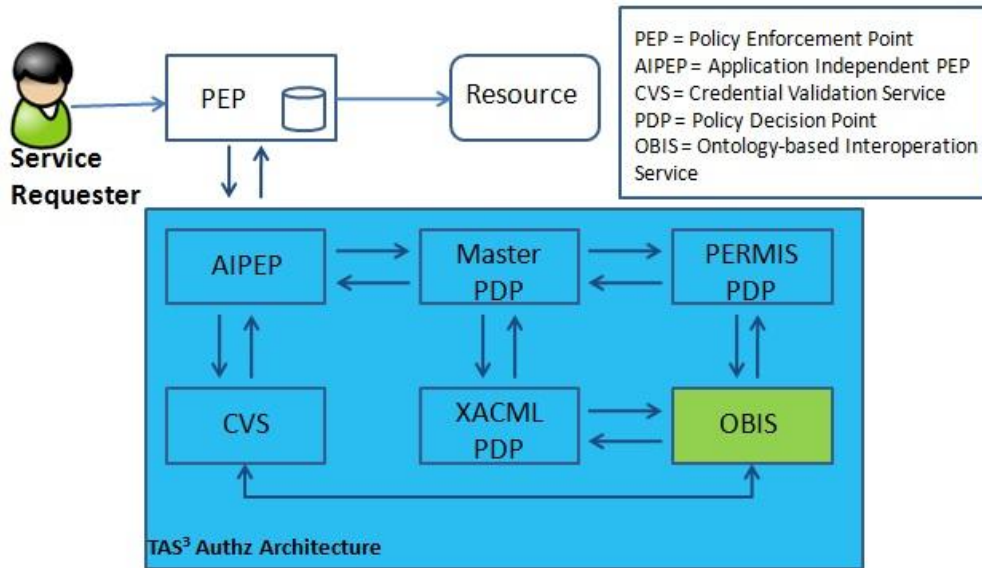 PEP = Policy Enforcement Point
AIPEP = Application Independent PEP
CVS = Credential Validation Service
PDP = Policy Decision Point
OBIS = Ontology-based Interoperation
Service
PEP
Resource
Service
Requester
AIPEP
Master
PDP
PERMIS
PDP
CVS
XACML
PDP
OBIS
TAS³ Authz Architecture